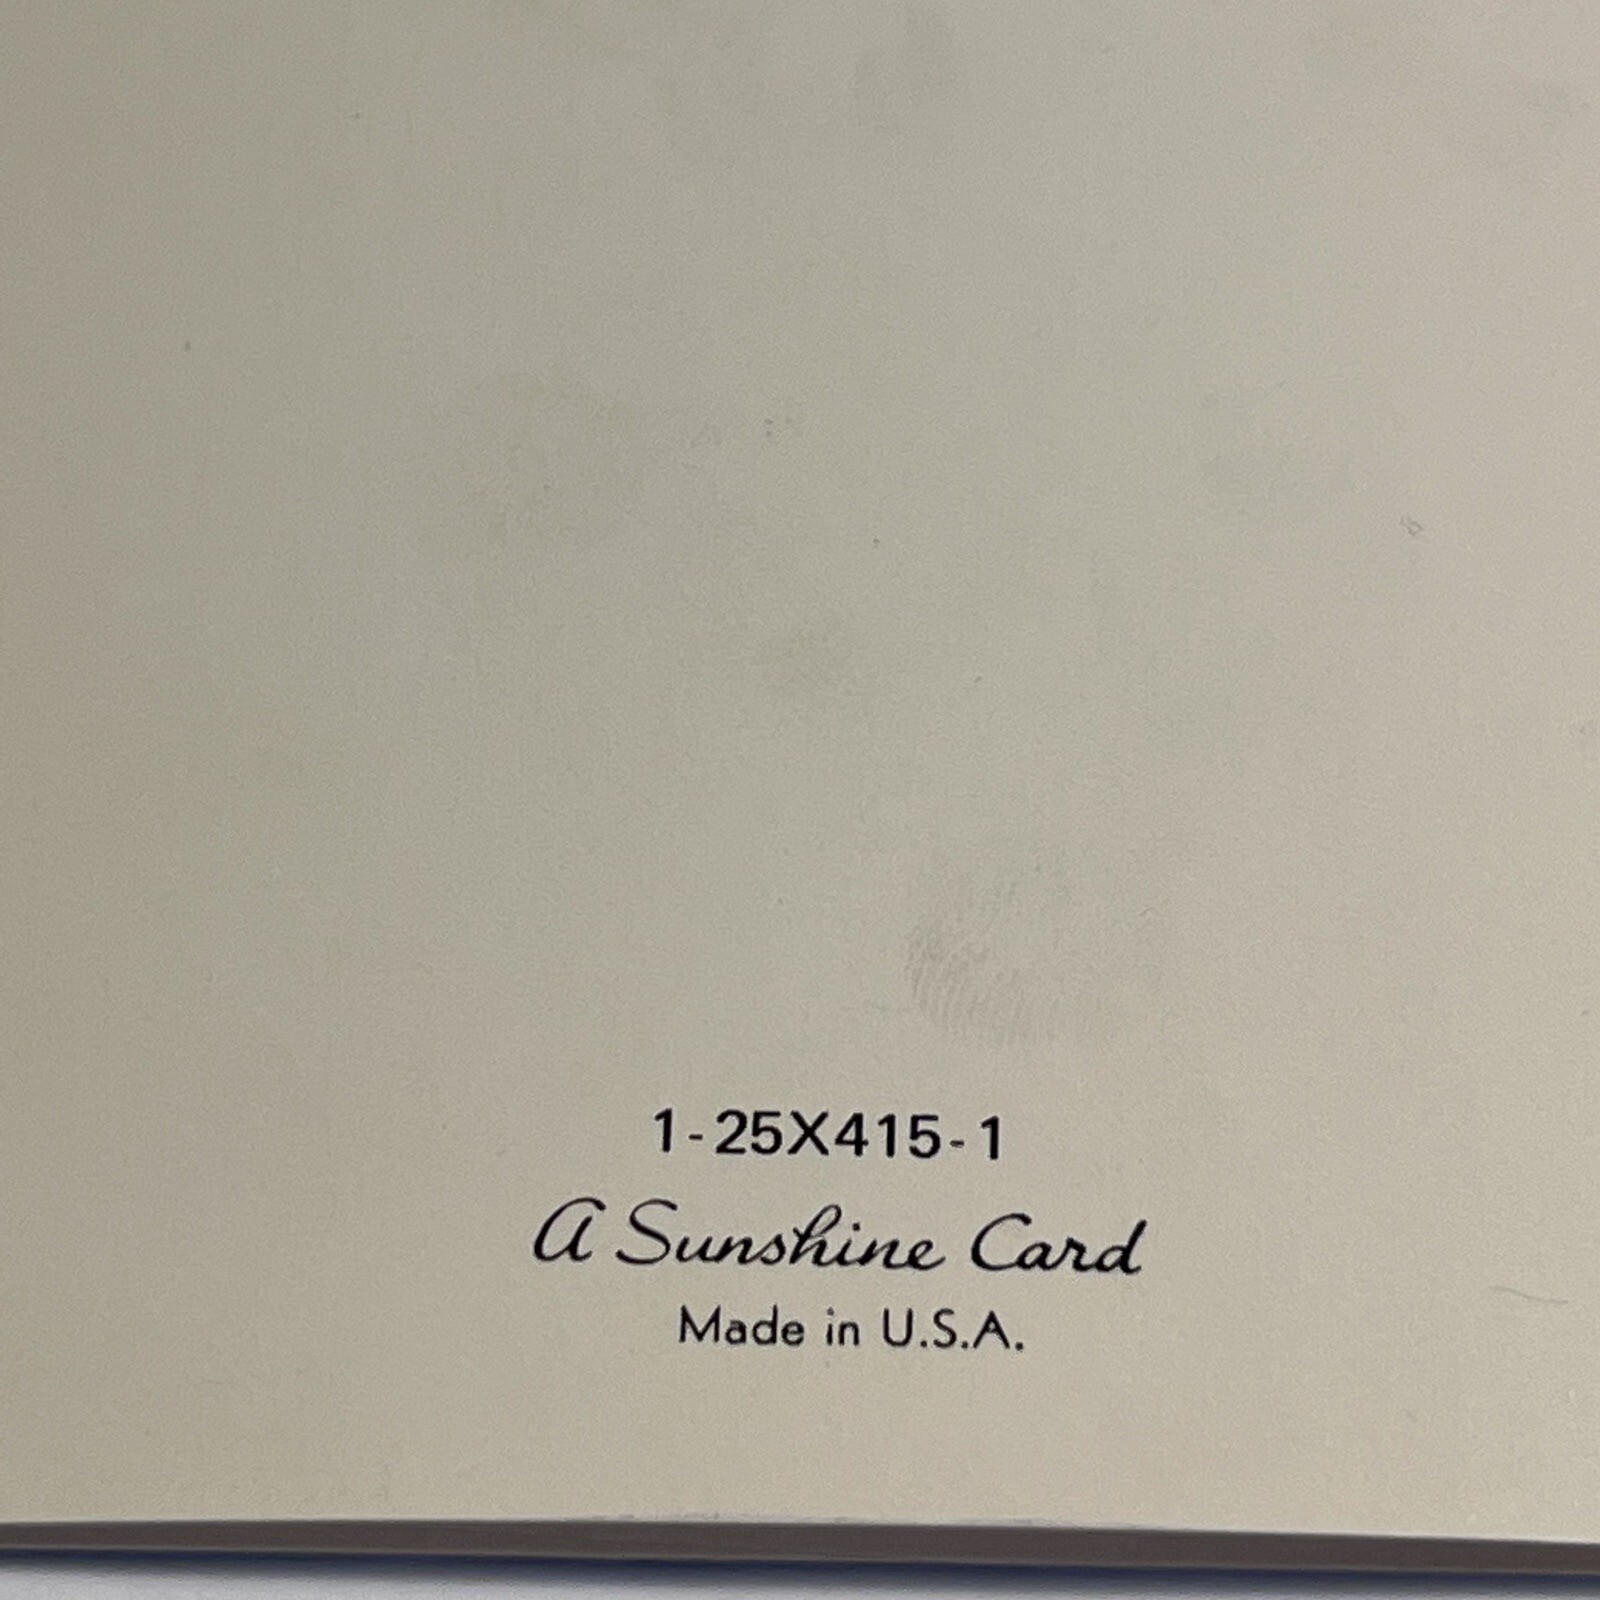 1-25X415-1
A Sunshine Card
Made in U.S.A.